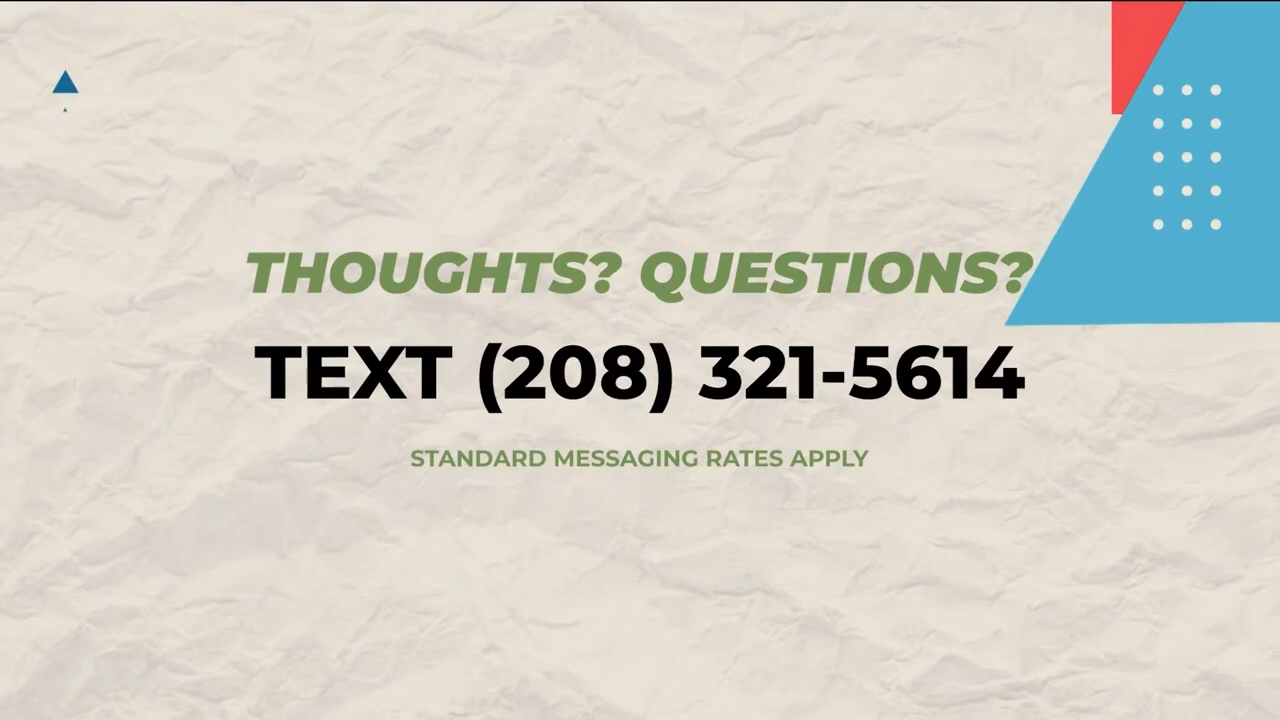 THOUGHTS? QUESTIONS?
TEXT (208) 321-5614
STANDARD MESSAGING RATES APPLY